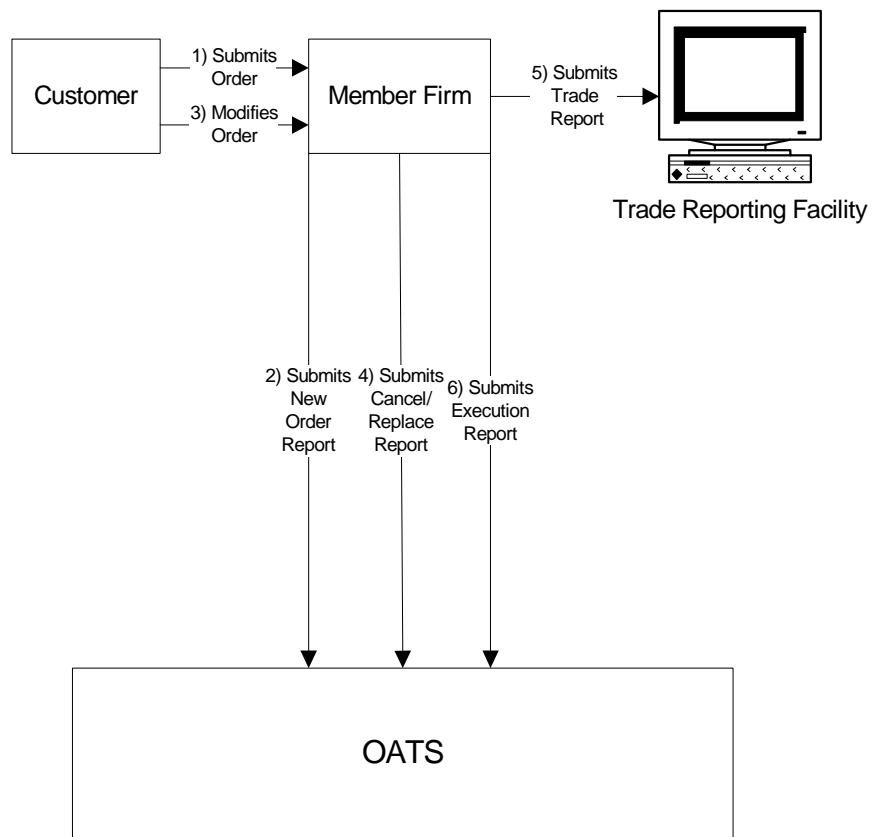 1) Submits
Order
Customer
3) Modifies
Order
Member Firm
5) Submits
Trade
Report
Trade Reporting Facility
2) Submits
New
Order
Report
4) Submits
Cancel/
Replace
Report
6) Submits
Execution
Report
OATS